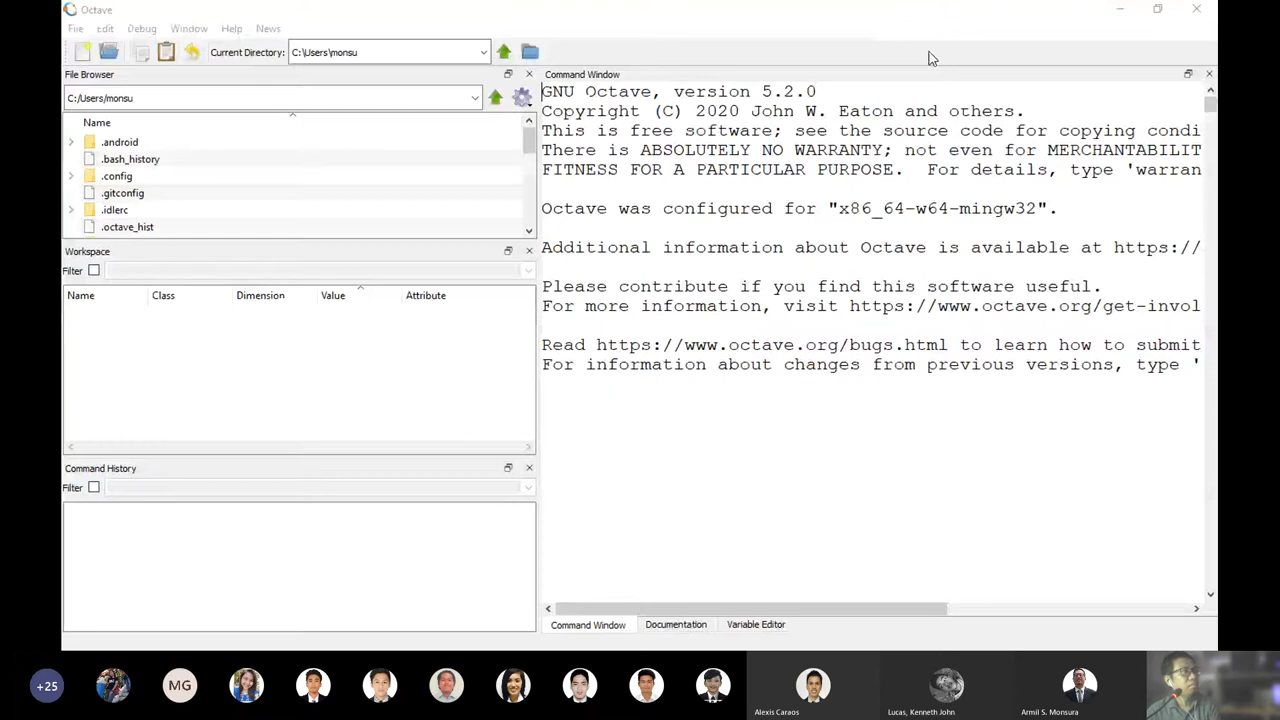 Octave
File Edit Debug Window Help News
Current Directory: C:\Users\monsu
File Browser
C:/Users/monsu
Name
.android
.bash_history
.config
.gitconfig
.idlerc
.octave_hist
Workspace
Filter
Name Class Dimension Value Attribute
Command History
Filter
Command Window
GNU Octave, version 5.2.0
Copyright (C) 2020 John W. Eaton and others.
This is free software; see the source code for copying condi
There is ABSOLUTELY NO WARRANTY; not even for MERCHANTABILIT
FITNESS FOR A PARTICULAR PURPOSE.  For details, type 'warran
Octave was configured for "x86_64-w64-mingw32".
Additional information about Octave is available at https://
Please contribute if you find this software useful.
For more information, visit https://www.octave.org/get-invol
Read https://www.octave.org/bugs.html to learn how to submit
For information about changes from previous versions, type '
Command Window Documentation Variable Editor
+25
MG
Alexis Caraos
Lucas, Kenneth John
Armil S. Monsura